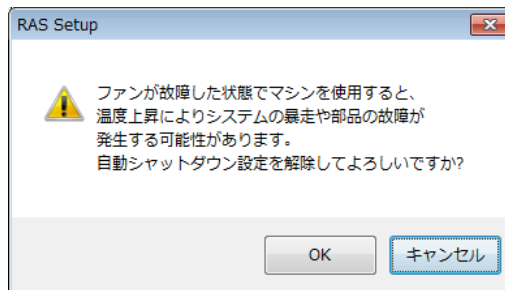 RAS Setup
ファンが故障した状態でマシンを使用すると、
温度上昇によりシステムの暴走や部品の故障が
発生する可能性があります。
自動シャットダウン設定を解除してよろしいですか?
OK
キャンセル